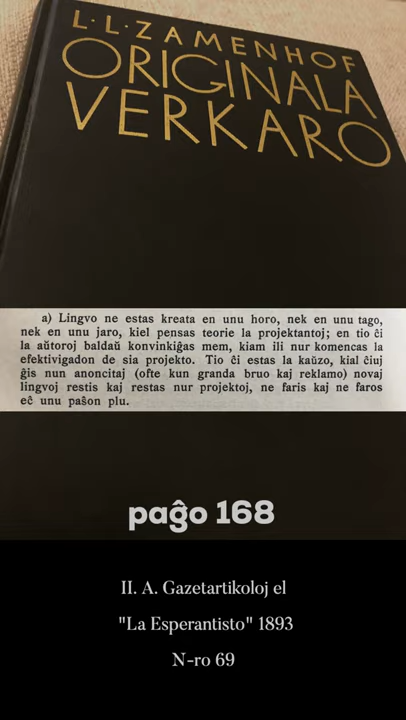 L·L·ZAMENHOF
ORIGINALA
VERKARO
a) Lingvo ne estas kreata en unu horo, nek en unu tago,
nek en unu jaro, kiel pensas teorie la projektantoj; en tio ĉi
la aŭtoroj baldaŭ konvinkiĝas mem, kiam ili nur komencas la
efektivigadon de sia projekto. Tio ĉi estas la kaŭzo, kial ĉiuj
ĝis nun anoncitaj (ofte kun granda bruo kaj reklamo) novaj
lingvoj restis kaj restas nur projektoj, ne faris kaj ne faros
eĉ unu paŝon plu.
paĝo 168
II. A. Gazetartikoloj el
"La Esperantisto" 1893
N-ro 69